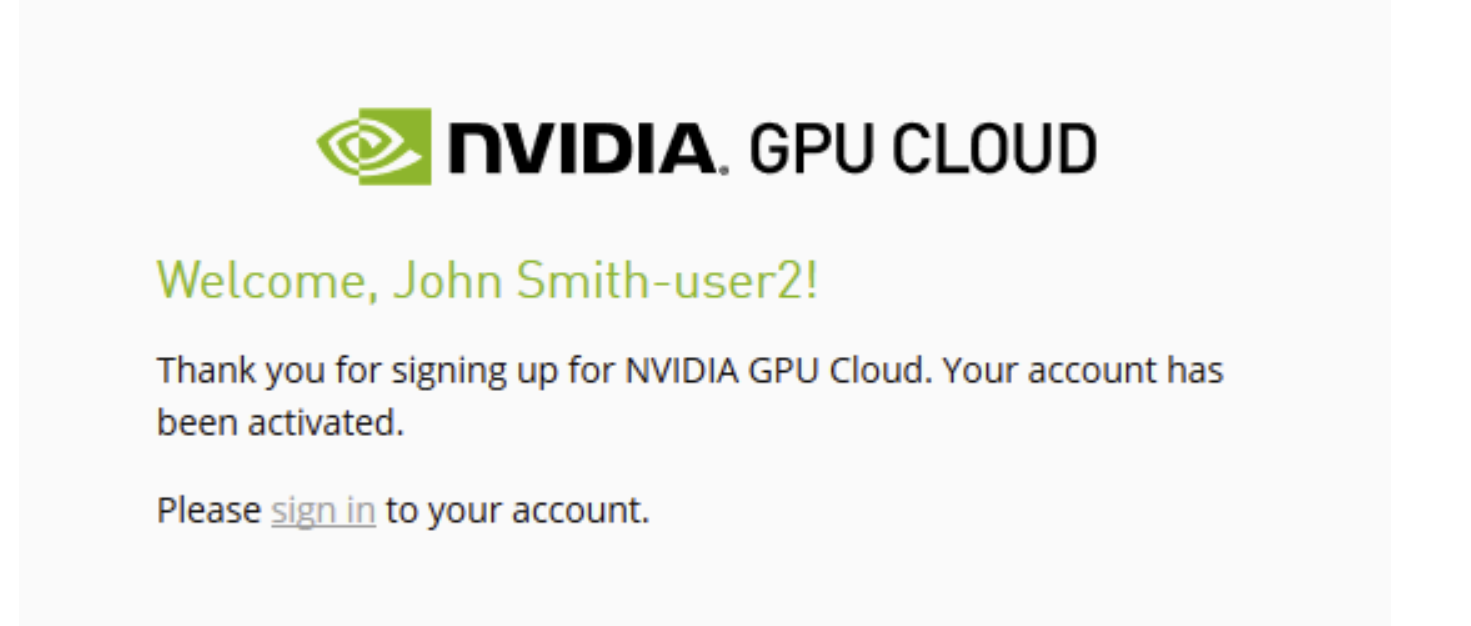 NVIDIA. GPU CLOUD
Welcome, John Smith-user2!
Thank you for signing up for NVIDIA GPU Cloud. Your account has
been activated.
Please sign in to your account.